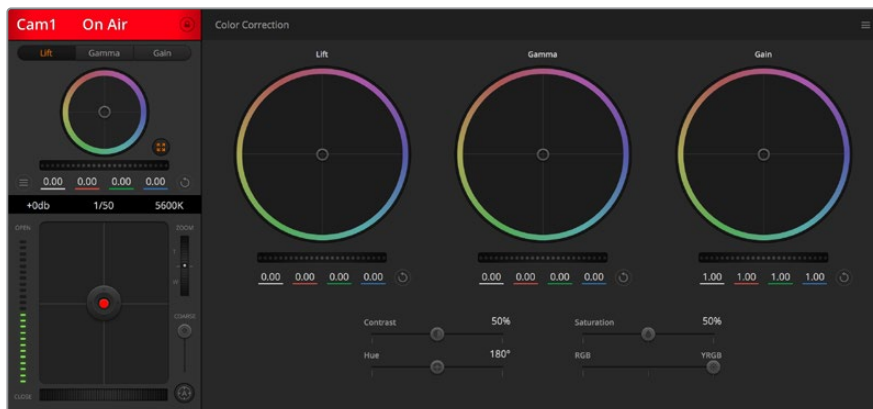 Cam1 On Air
Lift Gamma Gain
0.00 0.00 0.00 0.00
+0db 1/50 5600K
OPEN ZOOM
T
W
COARSE
CLOSE
Color Correction
Lift Gamma Gain
0.00 0.00 0.00 0.00 0.00 0.00 0.00 0.00 1.00 1.00 1.00 1.00
Contrast 50% Saturation 50%
Hue 180° RGB YRGB